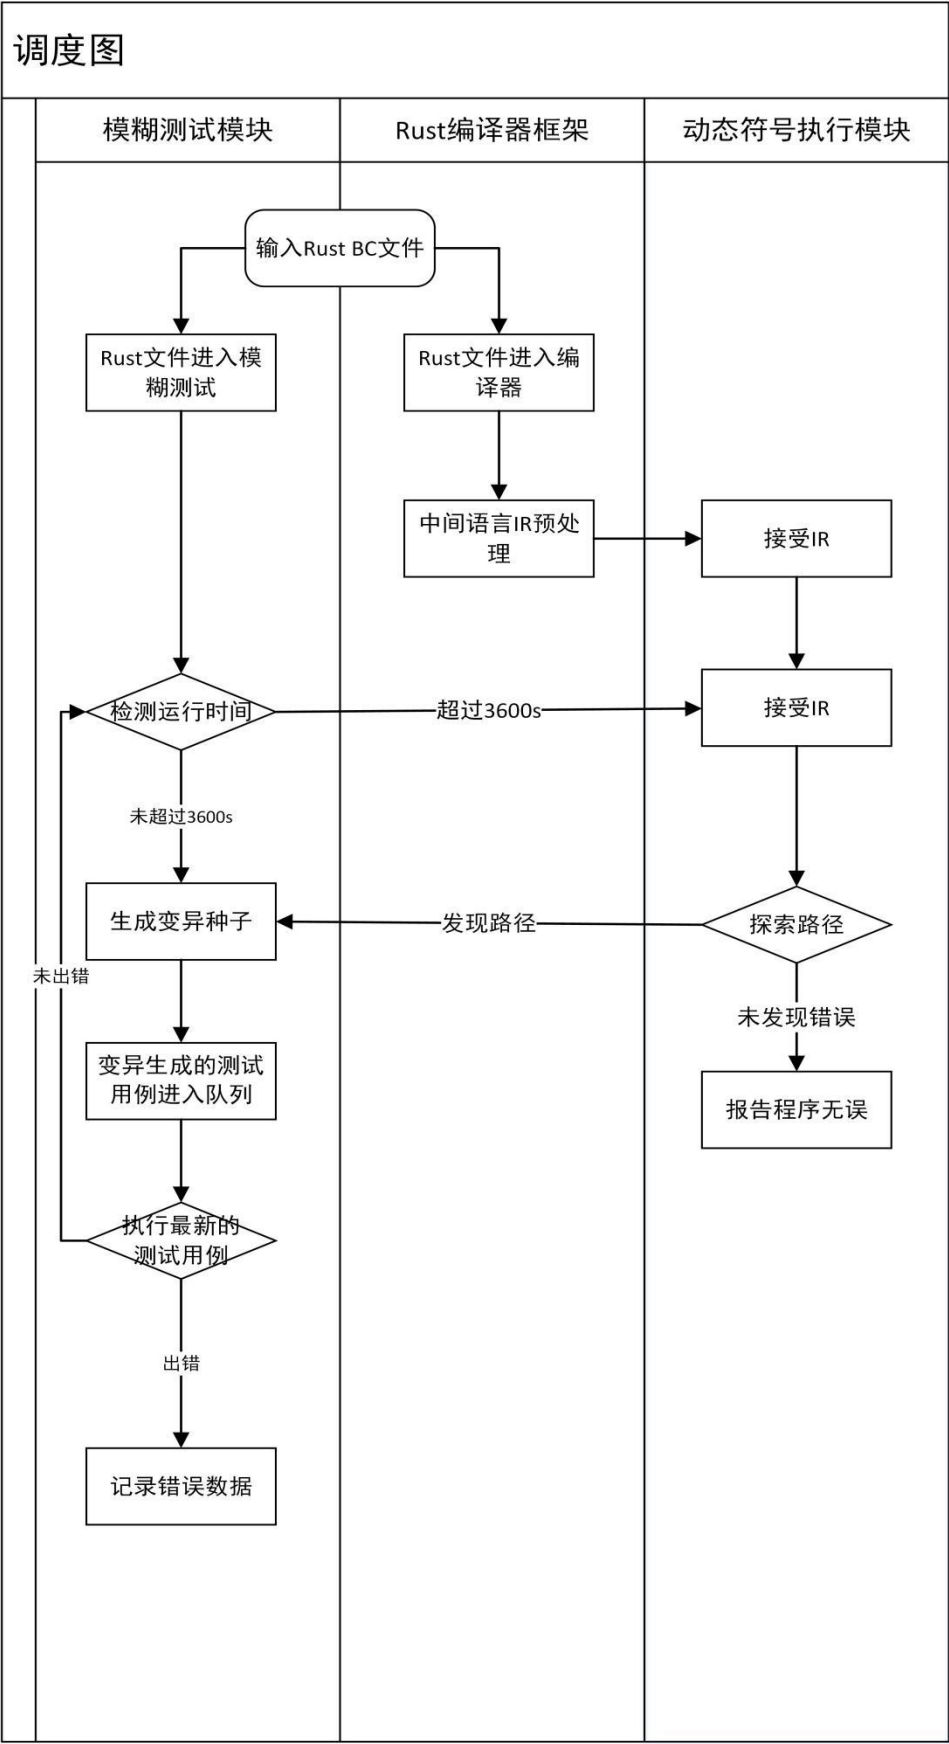 调度图
模糊测试模块
Rust编译器框架
动态符号执行模块
输入Rust BC文件
Rust文件进入模
糊测试
Rust文件进入编
译器
中间语言IR预处
理
接受IR
检测运行时间
超过3600s
接受IR
未超过3600s
生成变异种子
发现路径
探索路径
未出错
未发现错误
变异生成的测试
用例进入队列
报告程序无误
执行最新的
测试用例
出错
记录错误数据